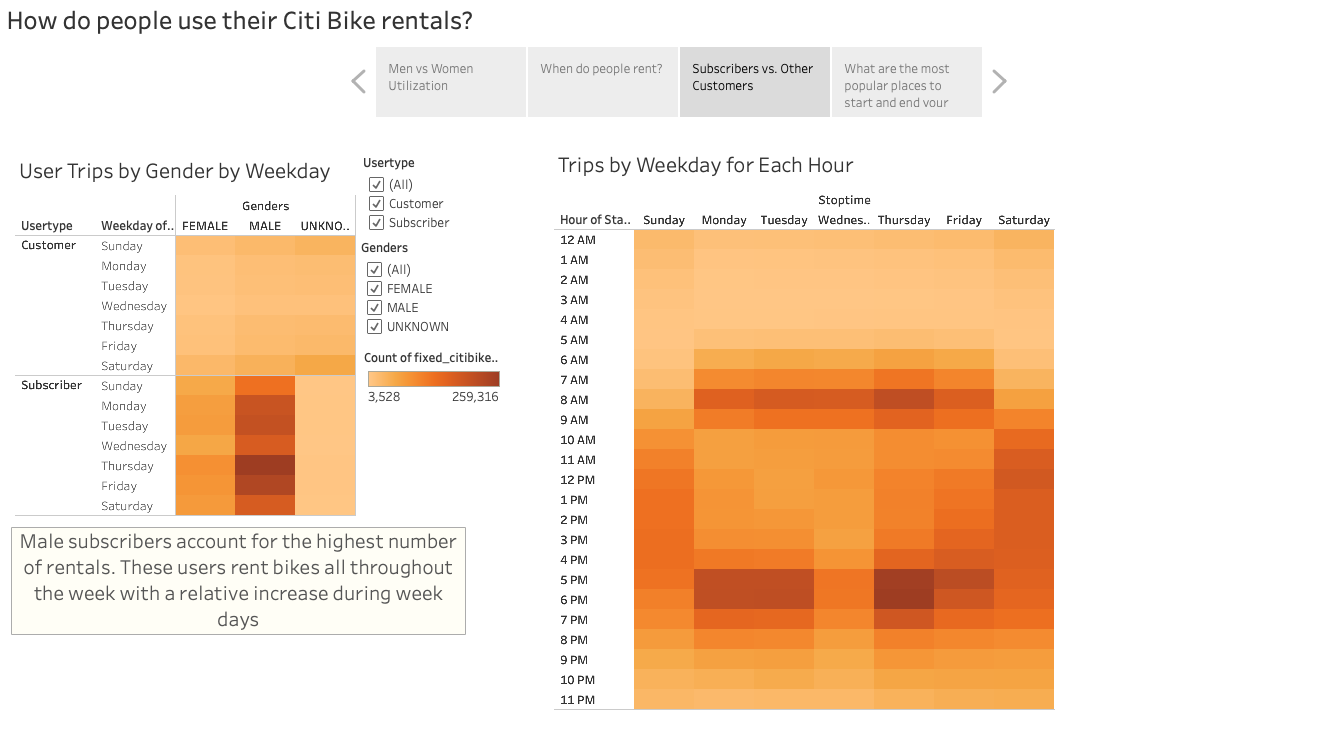 How do people use their Citi Bike rentals?
Men vs Women
Utilization
When do people rent?
Subscribers vs. Other
Customers
What are the most
popular places to
start and end your
User Trips by Gender by Weekday
Genders
Usertype Weekday of.. FEMALE MALE UNKNO..
Customer Sunday
Monday
Tuesday
Wednesday
Thursday
Friday
Saturday
Subscriber Sunday
Monday
Tuesday
Wednesday
Thursday
Friday
Saturday
Usertype
(All)
Customer
Subscriber
Genders
(All)
FEMALE
MALE
UNKNOWN
Count of fixed_citibike..
3,528 259,316
Male subscribers account for the highest number
of rentals. These users rent bikes all throughout
the week with a relative increase during week
days
Trips by Weekday for Each Hour
Stoptime
Hour of Sta.. Sunday Monday Tuesday Wednes.. Thursday Friday Saturday
12 AM
1 AM
2 AM
3 AM
4 AM
5 AM
6 AM
7 AM
8 AM
9 AM
10 AM
11 AM
12 PM
1 PM
2 PM
3 PM
4 PM
5 PM
6 PM
7 PM
8 PM
9 PM
10 PM
11 PM